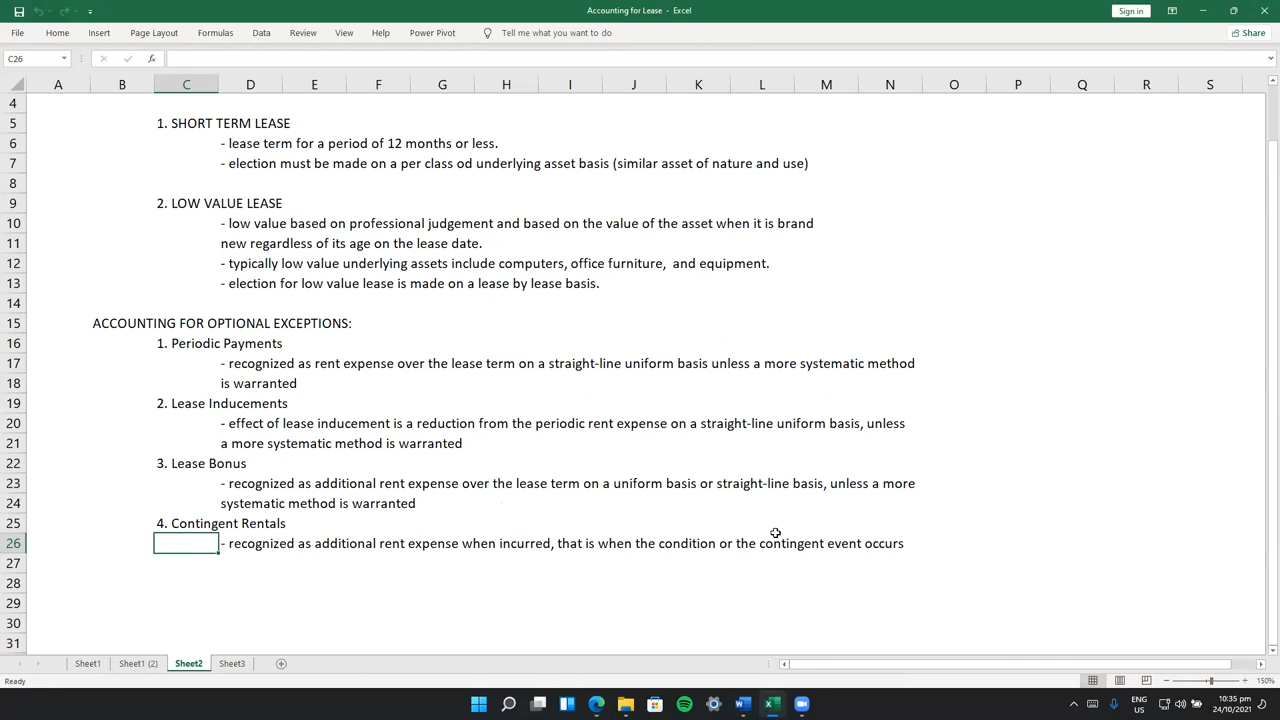 Accounting for Lease - Excel
Sign in
File Home Insert Page Layout Formulas Data Review View Help Power Pivot Tell me what you want to do Share
C26 fx
A B C D E F G H I J K L M N O P Q R S
4
5 1. SHORT TERM LEASE
6 - lease term for a period of 12 months or less.
7 - election must be made on a per class od underlying asset basis (similar asset of nature and use)
8
9 2. LOW VALUE LEASE
10 - low value based on professional judgement and based on the value of the asset when it is brand
11 new regardless of its age on the lease date.
12 - typically low value underlying assets include computers, office furniture, and equipment.
13 - election for low value lease is made on a lease by lease basis.
14
15 ACCOUNTING FOR OPTIONAL EXCEPTIONS:
16 1. Periodic Payments
17 - recognized as rent expense over the lease term on a straight-line uniform basis unless a more systematic method
18 is warranted
19 2. Lease Inducements
20 - effect of lease inducement is a reduction from the periodic rent expense on a straight-line uniform basis, unless
21 a more systematic method is warranted
22 3. Lease Bonus
23 - recognized as additional rent expense over the lease term on a uniform basis or straight-line basis, unless a more
24 systematic method is warranted
25 4. Contingent Rentals
26 - recognized as additional rent expense when incurred, that is when the condition or the contingent event occurs
27
28
29
30
31
Sheet1 Sheet1 (2) Sheet2 Sheet3
Ready 150%
ENG US 10:35 pm 24/10/2021